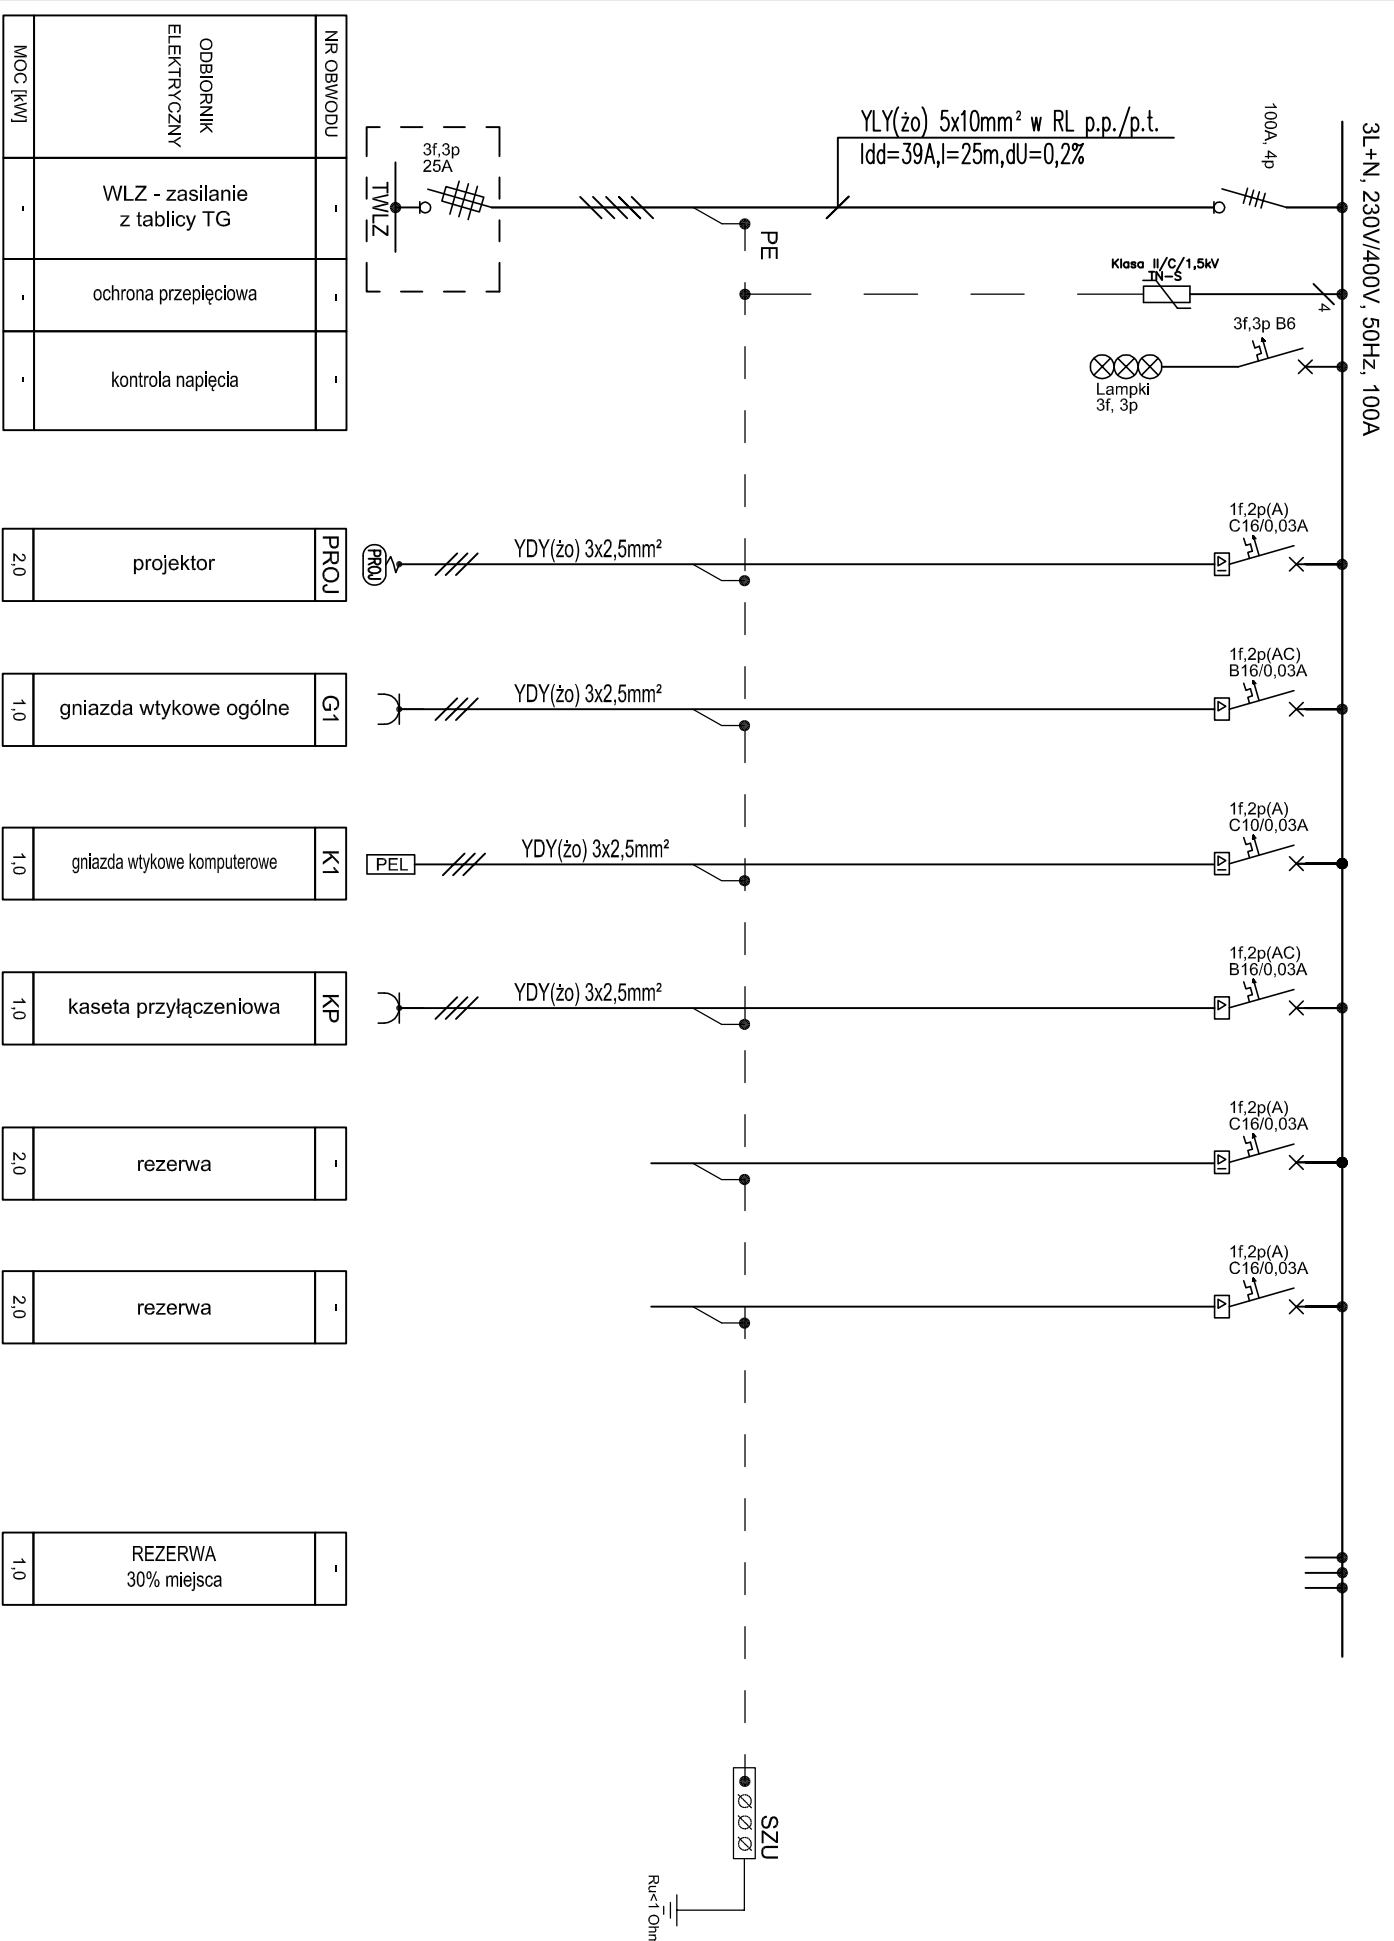 3L+N, 230V/400V, 50Hz, 100A
NR OBWODU
ODBIORNIK
ELEKTRYCZNY
MOC [kW]
100A, 4p
YLY(żo) 5x10mm² w RL p.p./p.t.
Idd=39A,l=25m,dU=0,2%
3f,3p
25A
TWLZ
PE
-
WLZ - zasilanie
z tablicy TG
-
Klasa II/C/1,5kV
TN-S
4
-
ochrona przepięciowa
-
3f,3p B6
Lampki
3f, 3p
-
kontrola napięcia
-
1f,2p(A)
C16/0,03A
YDY(żo) 3x2,5mm²
PROJ
PROJ
projektor
2,0
1f,2p(AC)
B16/0,03A
YDY(żo) 3x2,5mm²
G1
gniazda wtykowe ogólne
1,0
1f,2p(A)
C10/0,03A
YDY(żo) 3x2,5mm²
PEL
K1
gniazda wtykowe komputerowe
1,0
1f,2p(AC)
B16/0,03A
YDY(żo) 3x2,5mm²
KP
kaseta przyłączeniowa
1,0
1f,2p(A)
C16/0,03A
-
rezerwa
2,0
1f,2p(A)
C16/0,03A
-
rezerwa
2,0
-
REZERWA
30% miejsca
1,0
SZU
Ru<1 Ohm